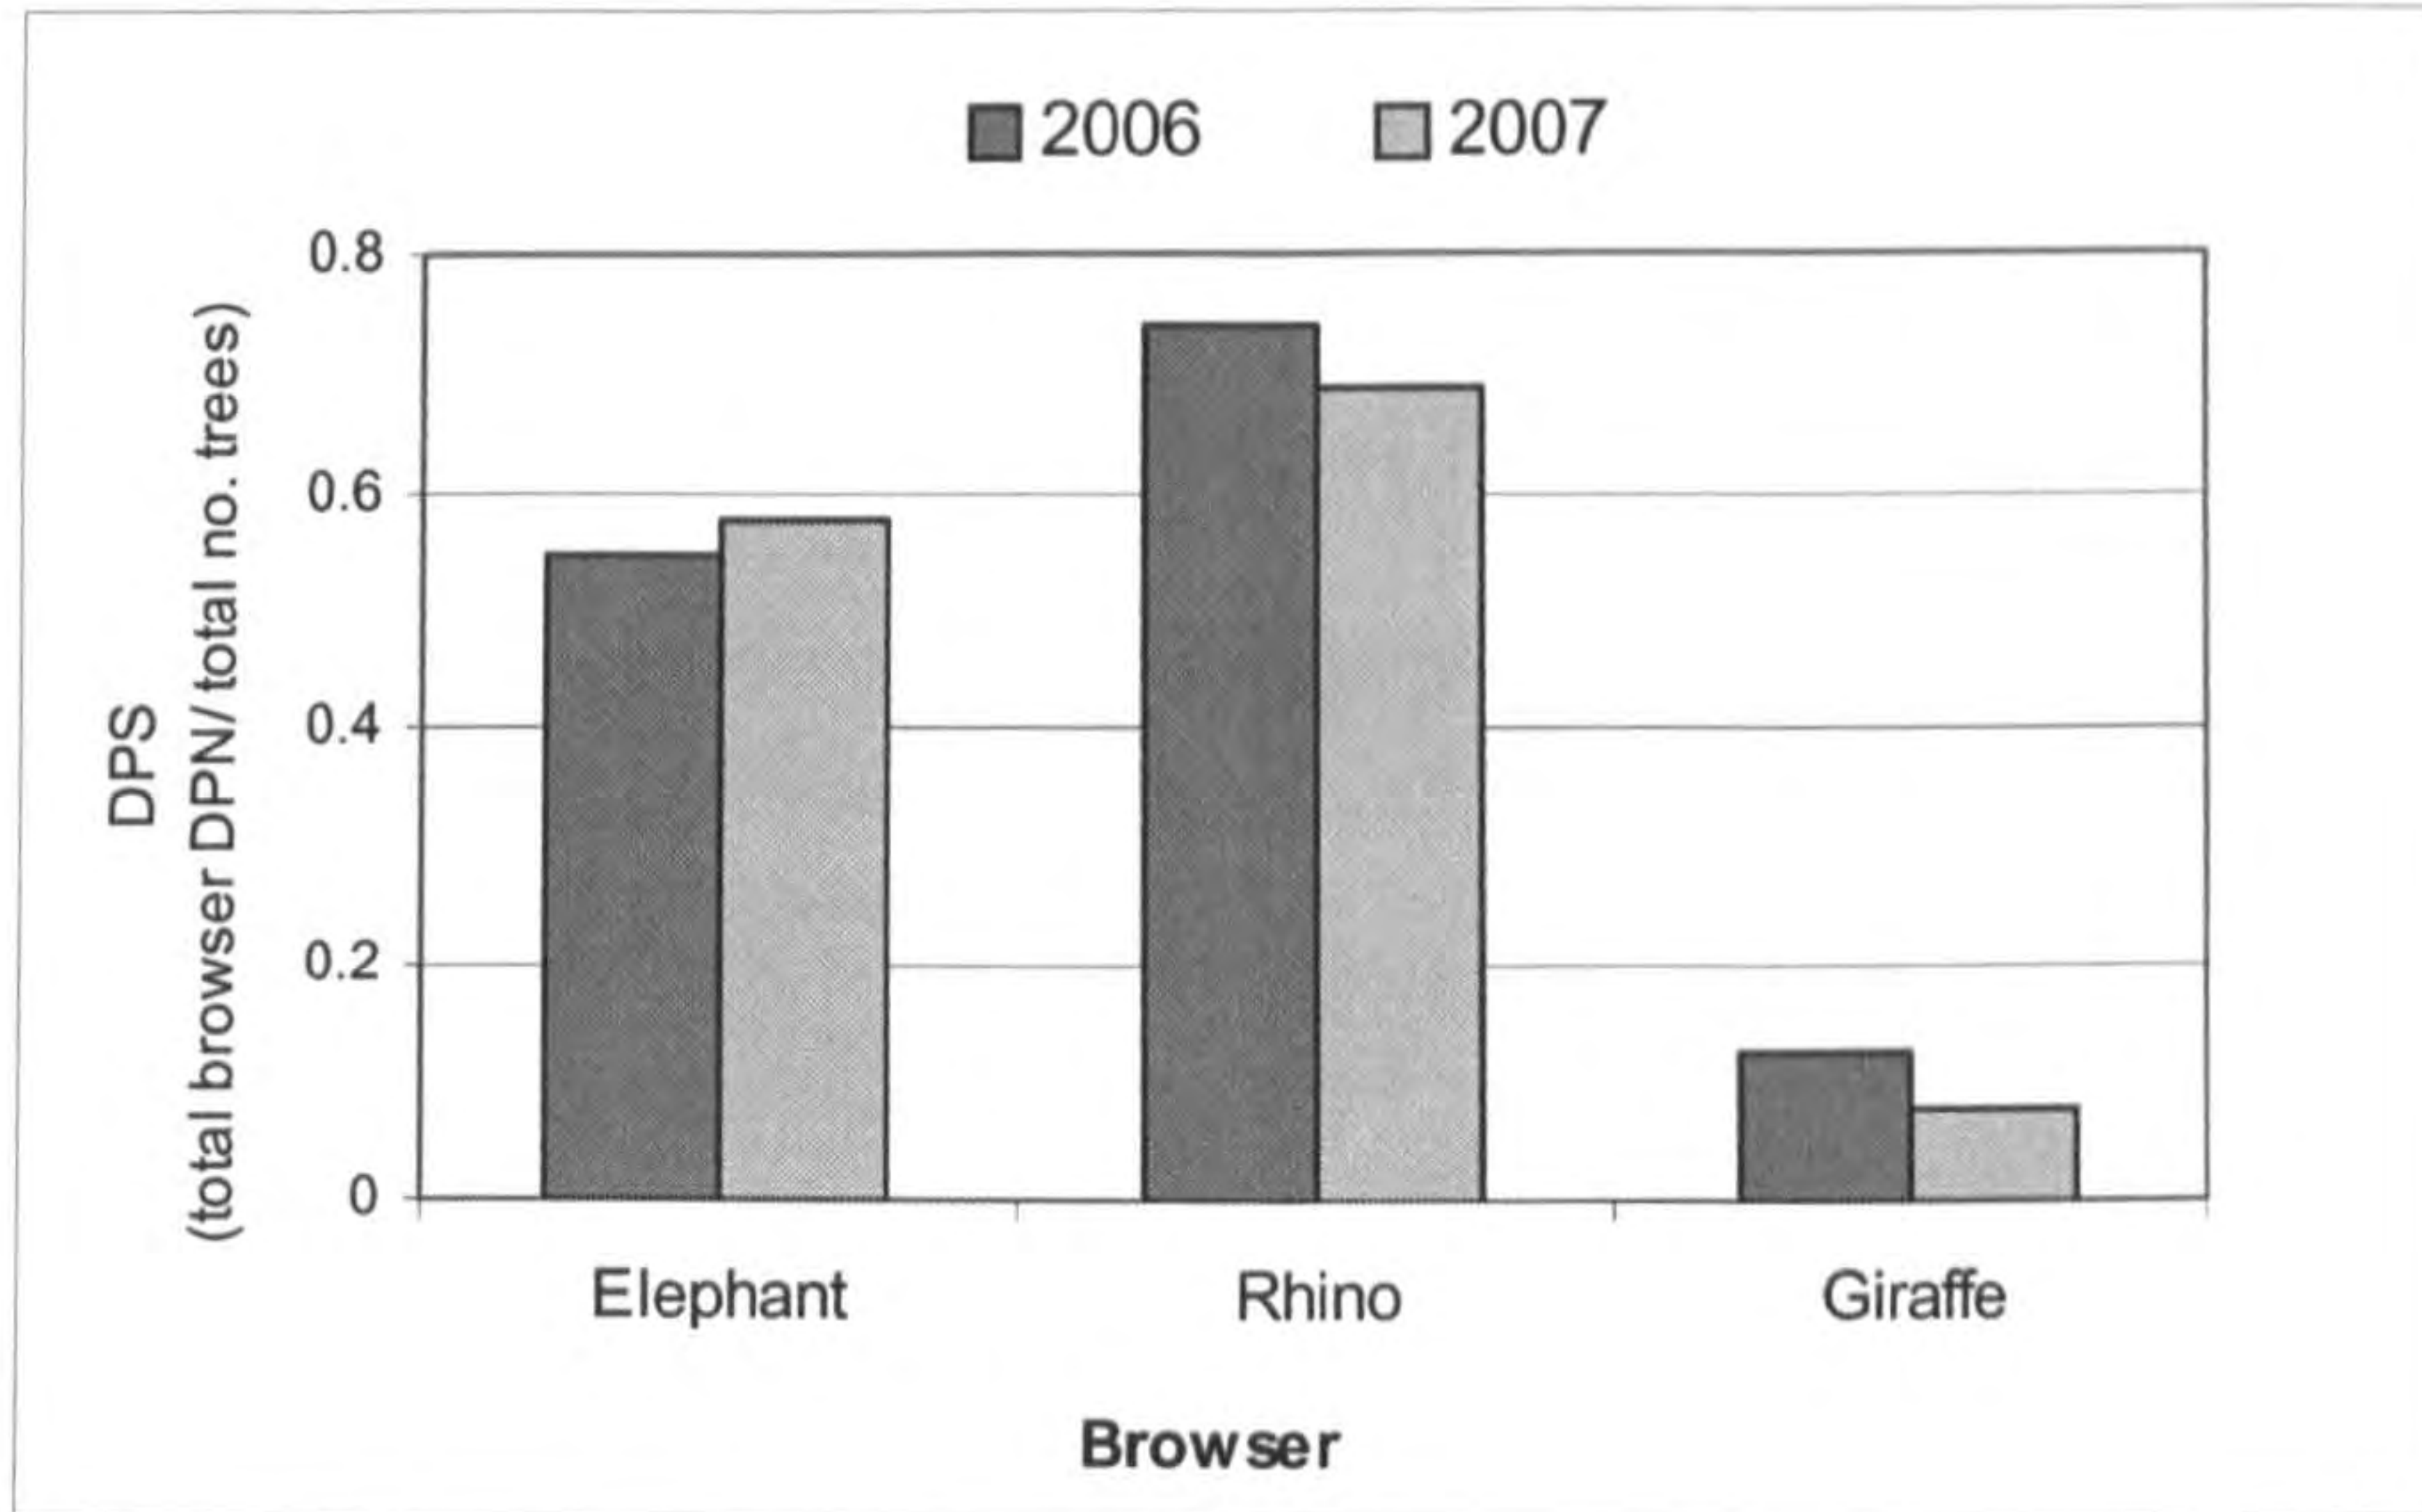 2006 2007
0.8
0.6
0.4
0.2
0
DPS
(total browser DPN/ total no. trees)
Elephant Rhino Giraffe
Browser